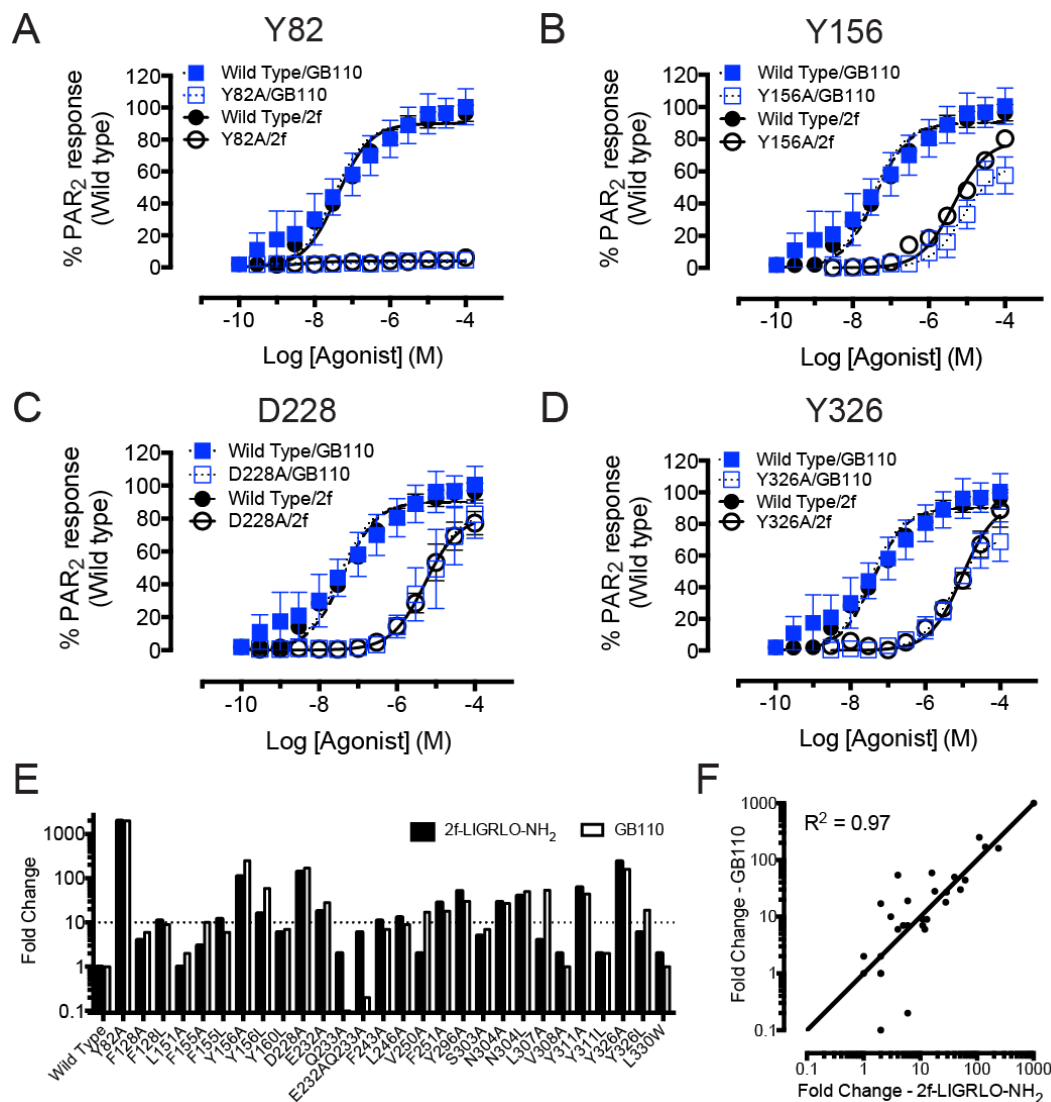 A
Y82
Wild Type/GB110
Y82A/GB110
Wild Type/2f
Y82A/2f
120
100
80
60
40
20
0
% PAR2 response
(Wild type)
-10
-8
-6
-4
Log [Agonist] (M)
B
Y156
Wild Type/GB110
Y156A/GB110
Wild Type/2f
Y156A/2f
120
100
80
60
40
20
0
% PAR2 response
(Wild type)
-10
-8
-6
-4
Log [Agonist] (M)
C
D228
Wild Type/GB110
D228A/GB110
Wild Type/2f
D228A/2f
120
100
80
60
40
20
0
% PAR2 response
(Wild type)
-10
-8
-6
-4
Log [Agonist] (M)
D
Y326
Wild Type/GB110
Y326A/GB110
Wild Type/2f
Y326A/2f
120
100
80
60
40
20
0
% PAR2 response
(Wild type)
-10
-8
-6
-4
Log [Agonist] (M)
E
2f-LIGRLO-NH2
GB110
1000
100
10
1
0.1
Fold Change
Wild Type
Y82A
F128A
F128L
L151A
F155A
F155L
Y156A
Y156L
Y160L
D228A
E232A
Q233A
E232AQ233A
F243A
L246A
V250A
F251A
Y296A
S303A
N304A
N304L
L307A
V308A
Y311A
Y311L
Y326A
Y326L
L330W
F
R2 = 0.97
1000
100
10
1
0.1
Fold Change - GB110
0.1
1
10
100
1000
Fold Change - 2f-LIGRLO-NH2